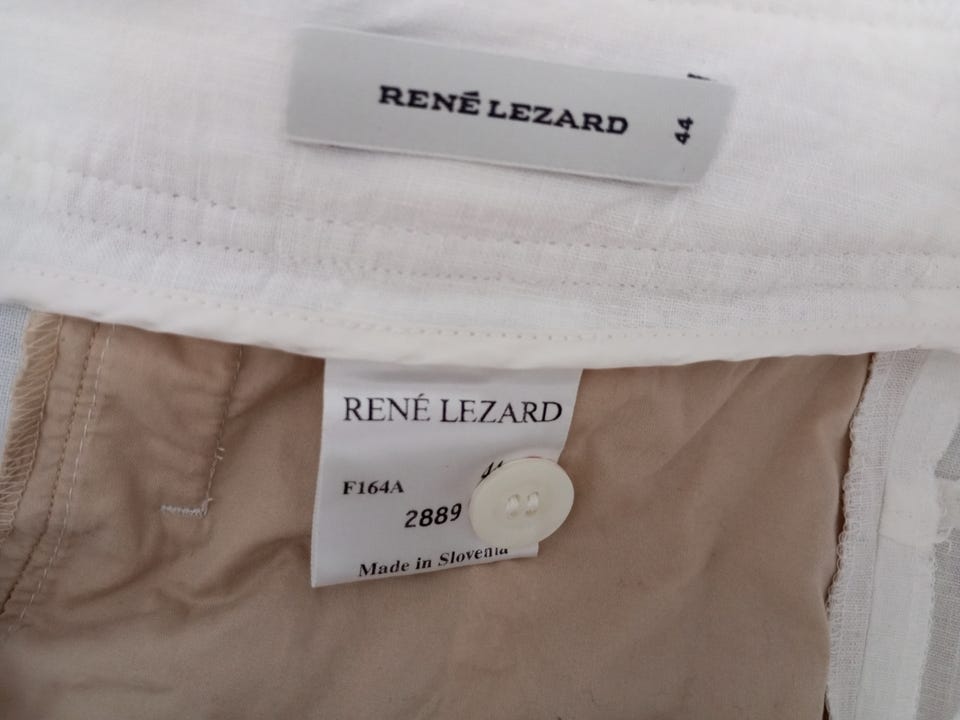 RENÉ LEZARD
44
RENÉ LEZARD
F164A
2889
Made in Slovenia